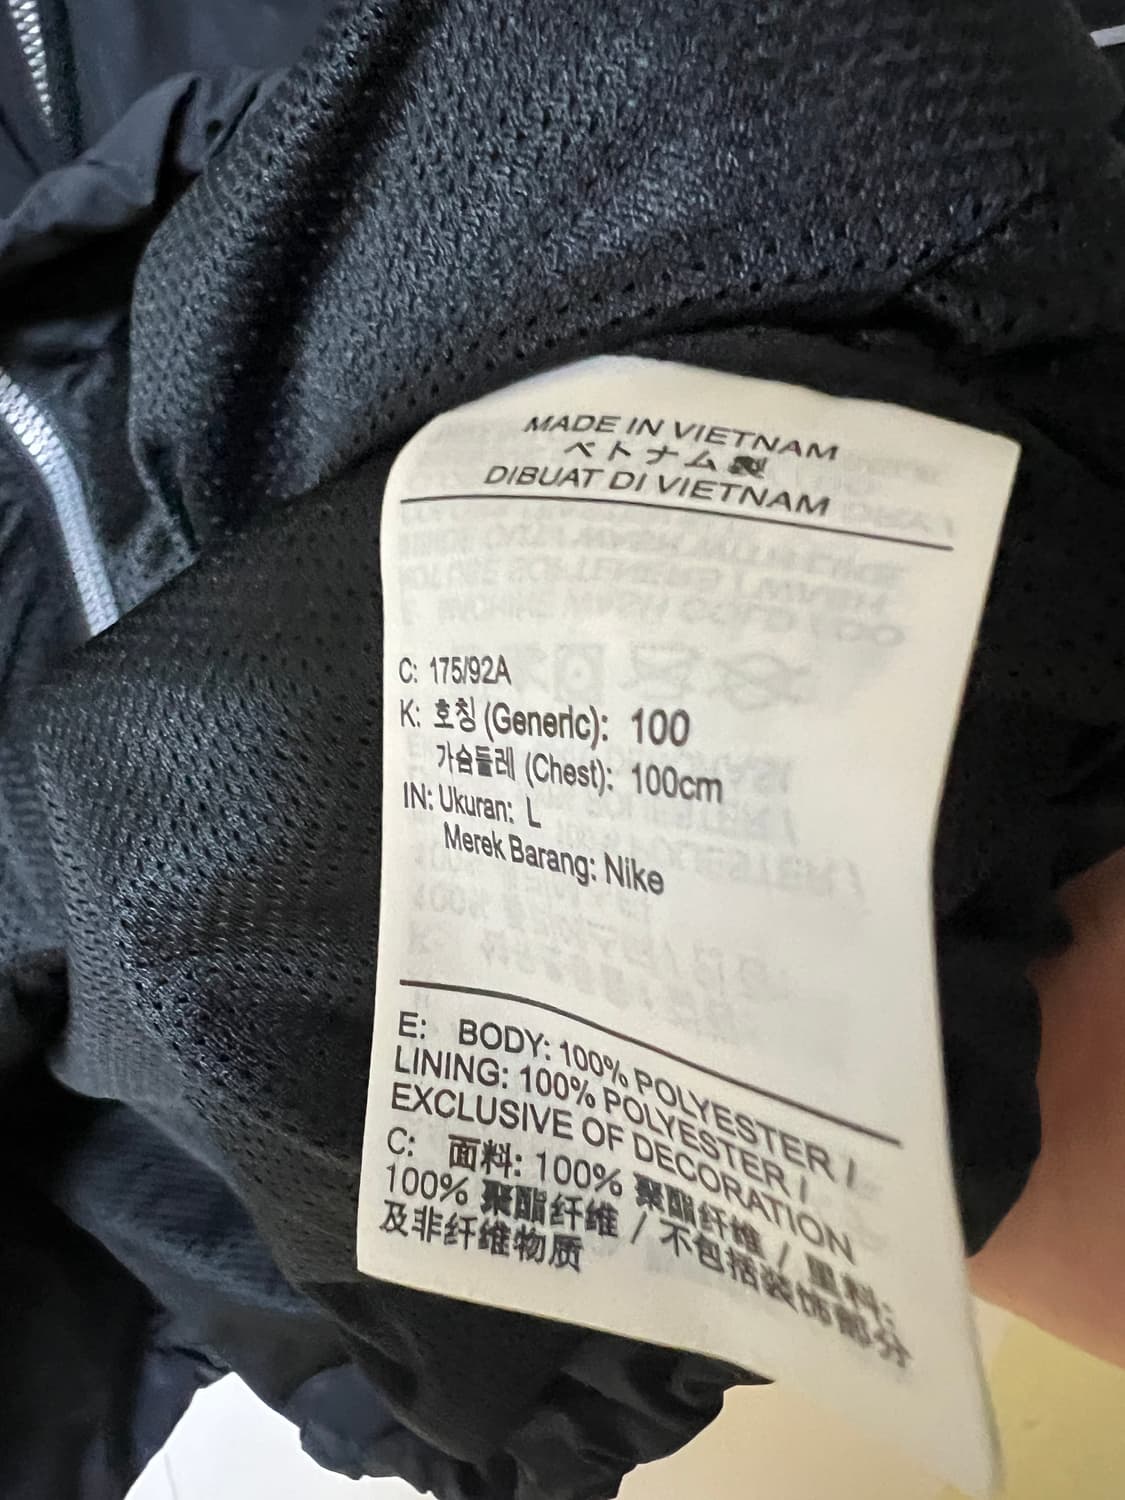 MADE IN VIETNAM
ベトナム製
DIBUAT DI VIETNAM
C: 175/92A
K: 호칭 (Generic): 100
가슴둘레 (Chest): 100cm
IN: Ukuran: L
Merek Barang: Nike
E: BODY: 100% POLYESTER /
LINING: 100% POLYESTER /
EXCLUSIVE OF DECORATION
C: 面料: 100% 聚酯纤维 / 里料:
100% 聚酯纤维 / 不包括装饰部分
及非纤维物质